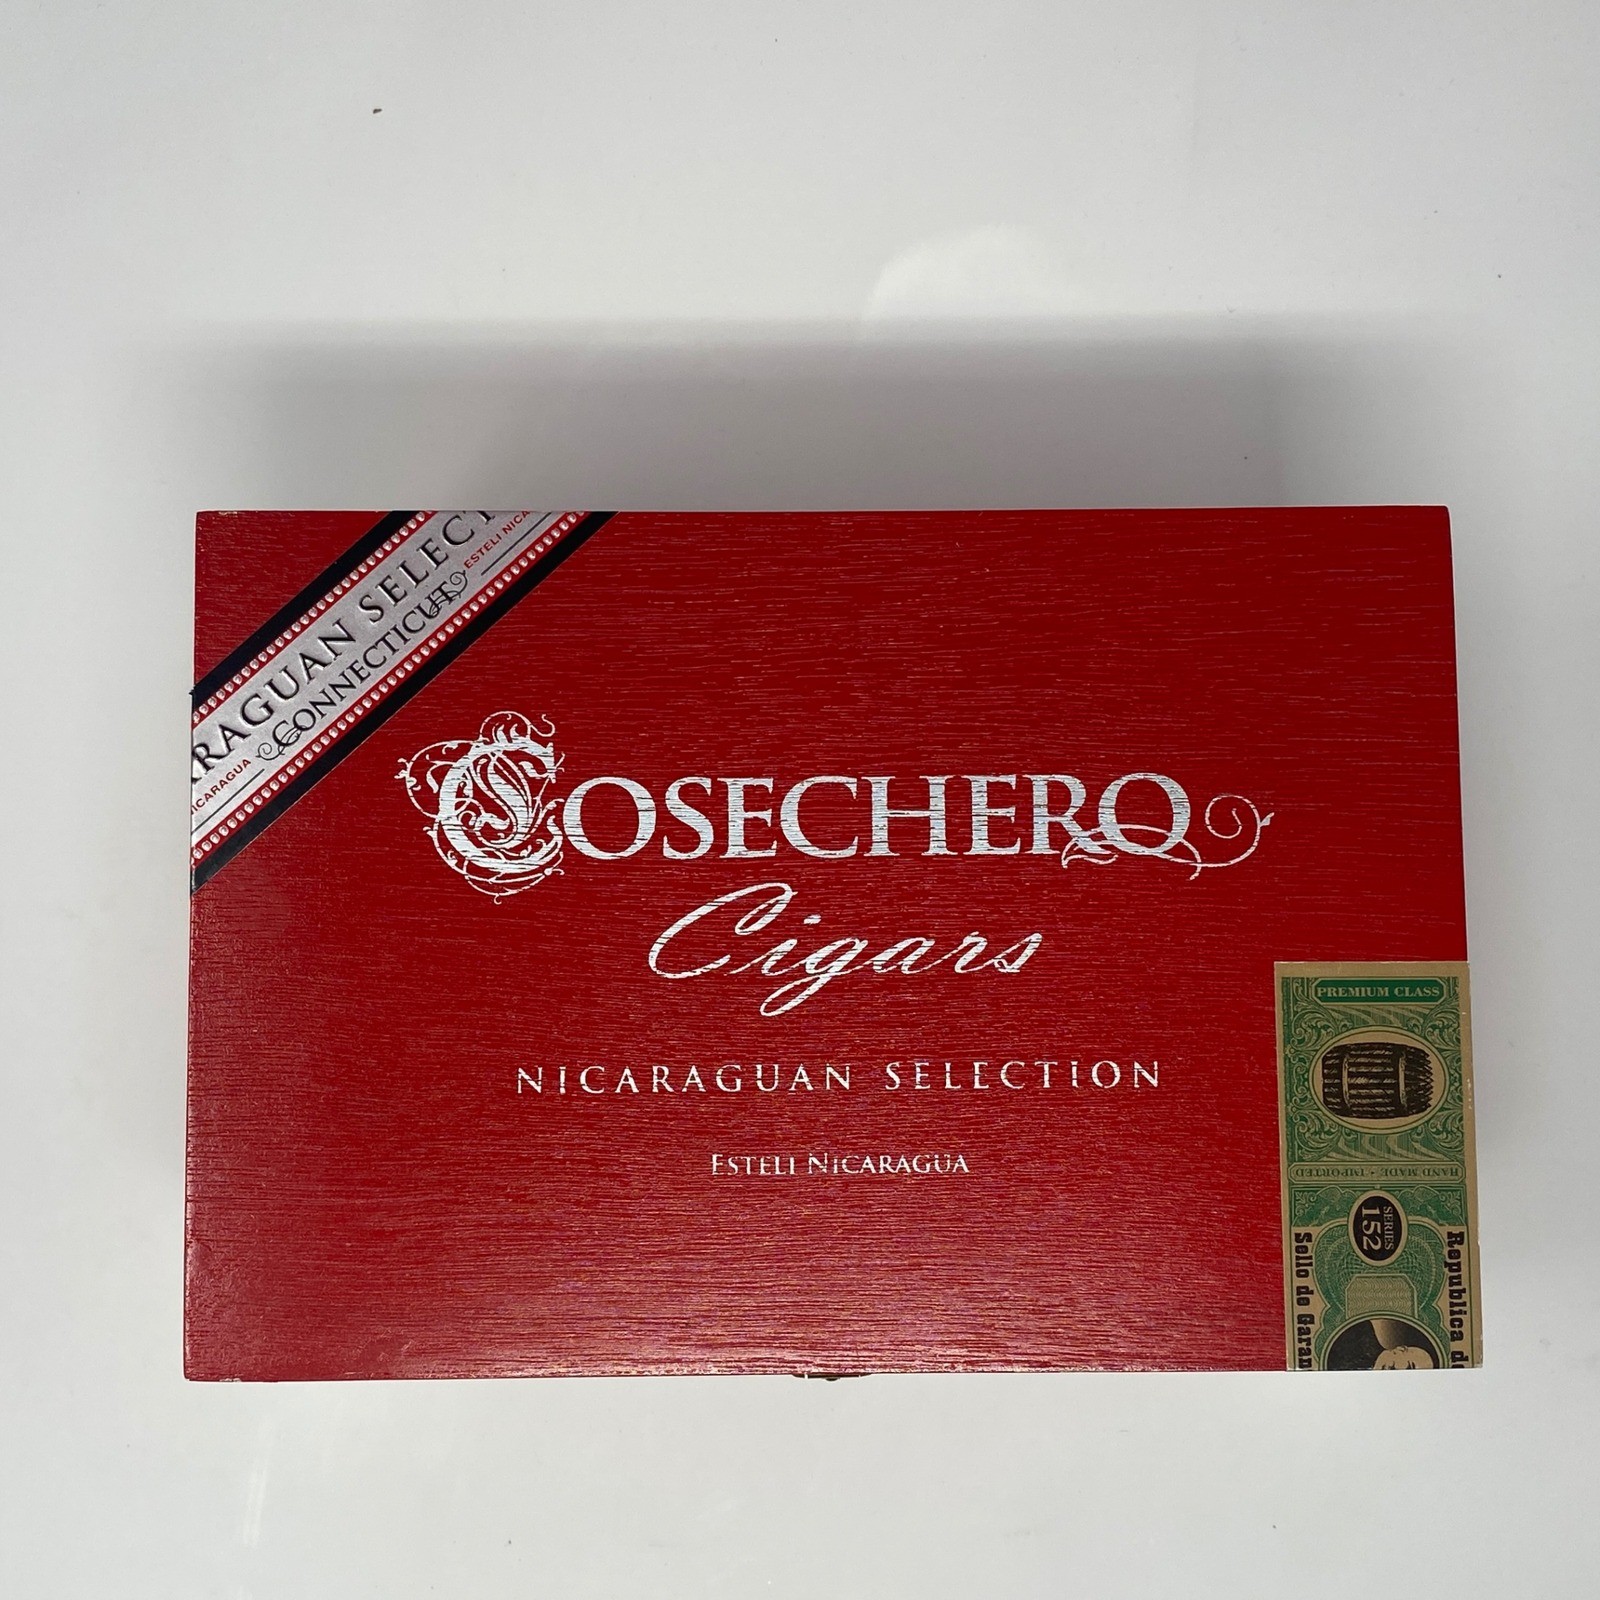 RAGUAN SELECT
CONNECTICUT
NICARAGUA
ESTELI NICA
COSECHERO
Cigars
NICARAGUAN SELECTION
ESTELI NICARAGUA
PREMIUM CLASS
HAND MADE • IMPORTED
SERIES
152
Republica de
Sello de Garan